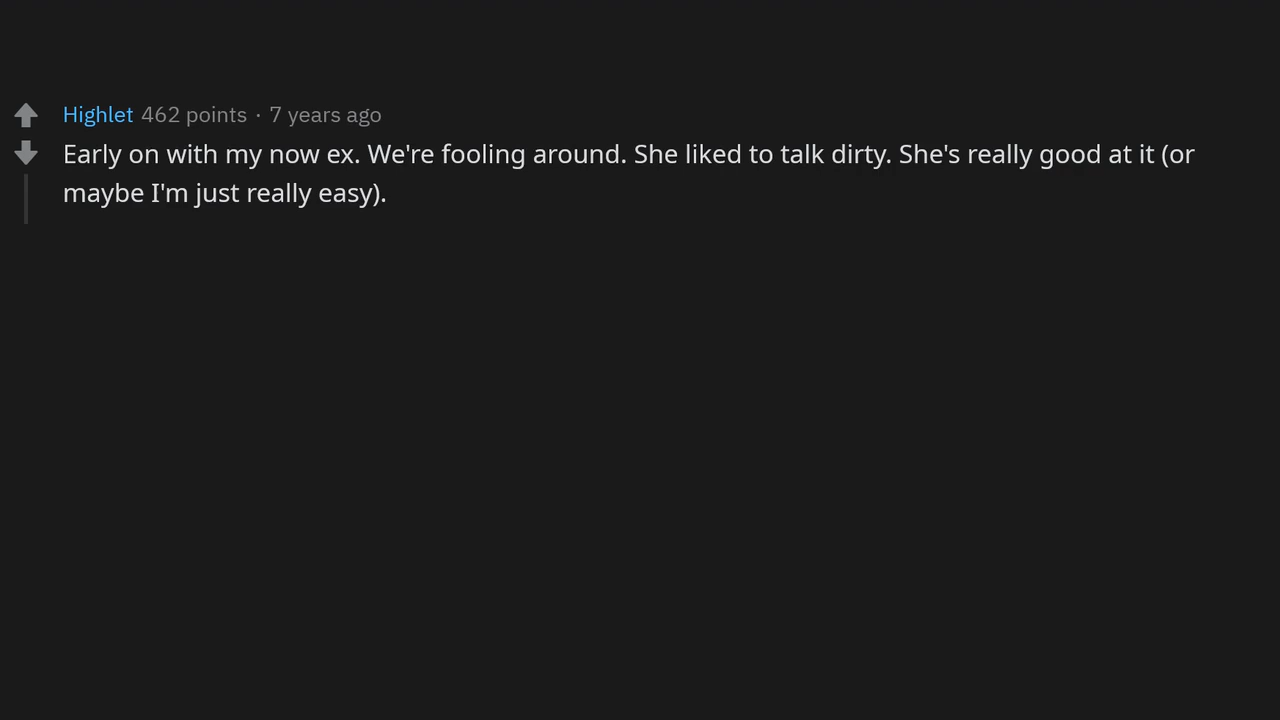 Highlet 462 points · 7 years ago
Early on with my now ex. We're fooling around. She liked to talk dirty. She's really good at it (or
maybe I'm just really easy).